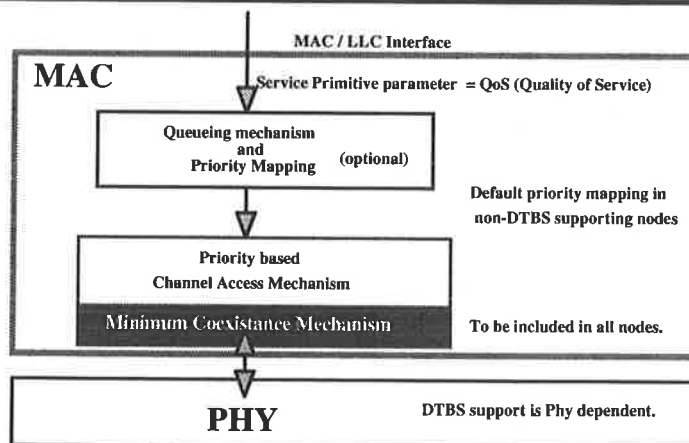 MAC / LLC Interface
MAC
Service Primitive parameter = QoS (Quality of Service)
Queueing mechanism
and
Priority Mapping (optional)
Default priority mapping in
non-DTBS supporting nodes
Priority based
Channel Access Mechanism
Minimum Coexistance Mechanism
To be included in all nodes.
PHY
DTBS support is Phy dependent.